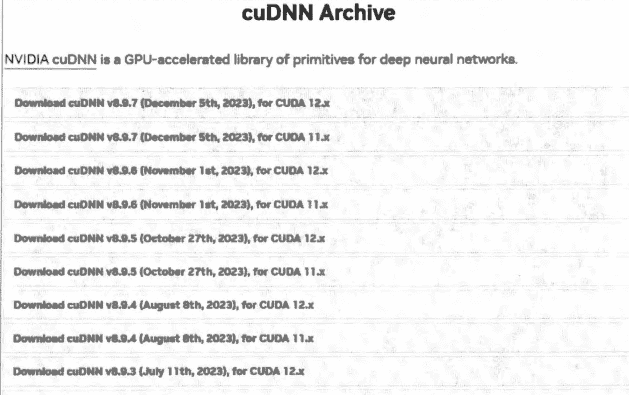 cuDNN Archive
NVIDIA cuDNN is a GPU-accelerated library of primitives for deep neural networks.
Download cuDNN v8.9.7 (December 5th, 2023), for CUDA 12.x
Download cuDNN v8.9.7 (December 5th, 2023), for CUDA 11.x
Download cuDNN v8.9.6 (November 1st, 2023), for CUDA 12.x
Download cuDNN v8.9.6 (November 1st, 2023), for CUDA 11.x
Download cuDNN v8.9.5 (October 27th, 2023), for CUDA 12.x
Download cuDNN v8.9.5 (October 27th, 2023), for CUDA 11.x
Download cuDNN v8.9.4 (August 8th, 2023), for CUDA 12.x
Download cuDNN v8.9.4 (August 8th, 2023), for CUDA 11.x
Download cuDNN v8.9.3 (July 11th, 2023), for CUDA 12.x